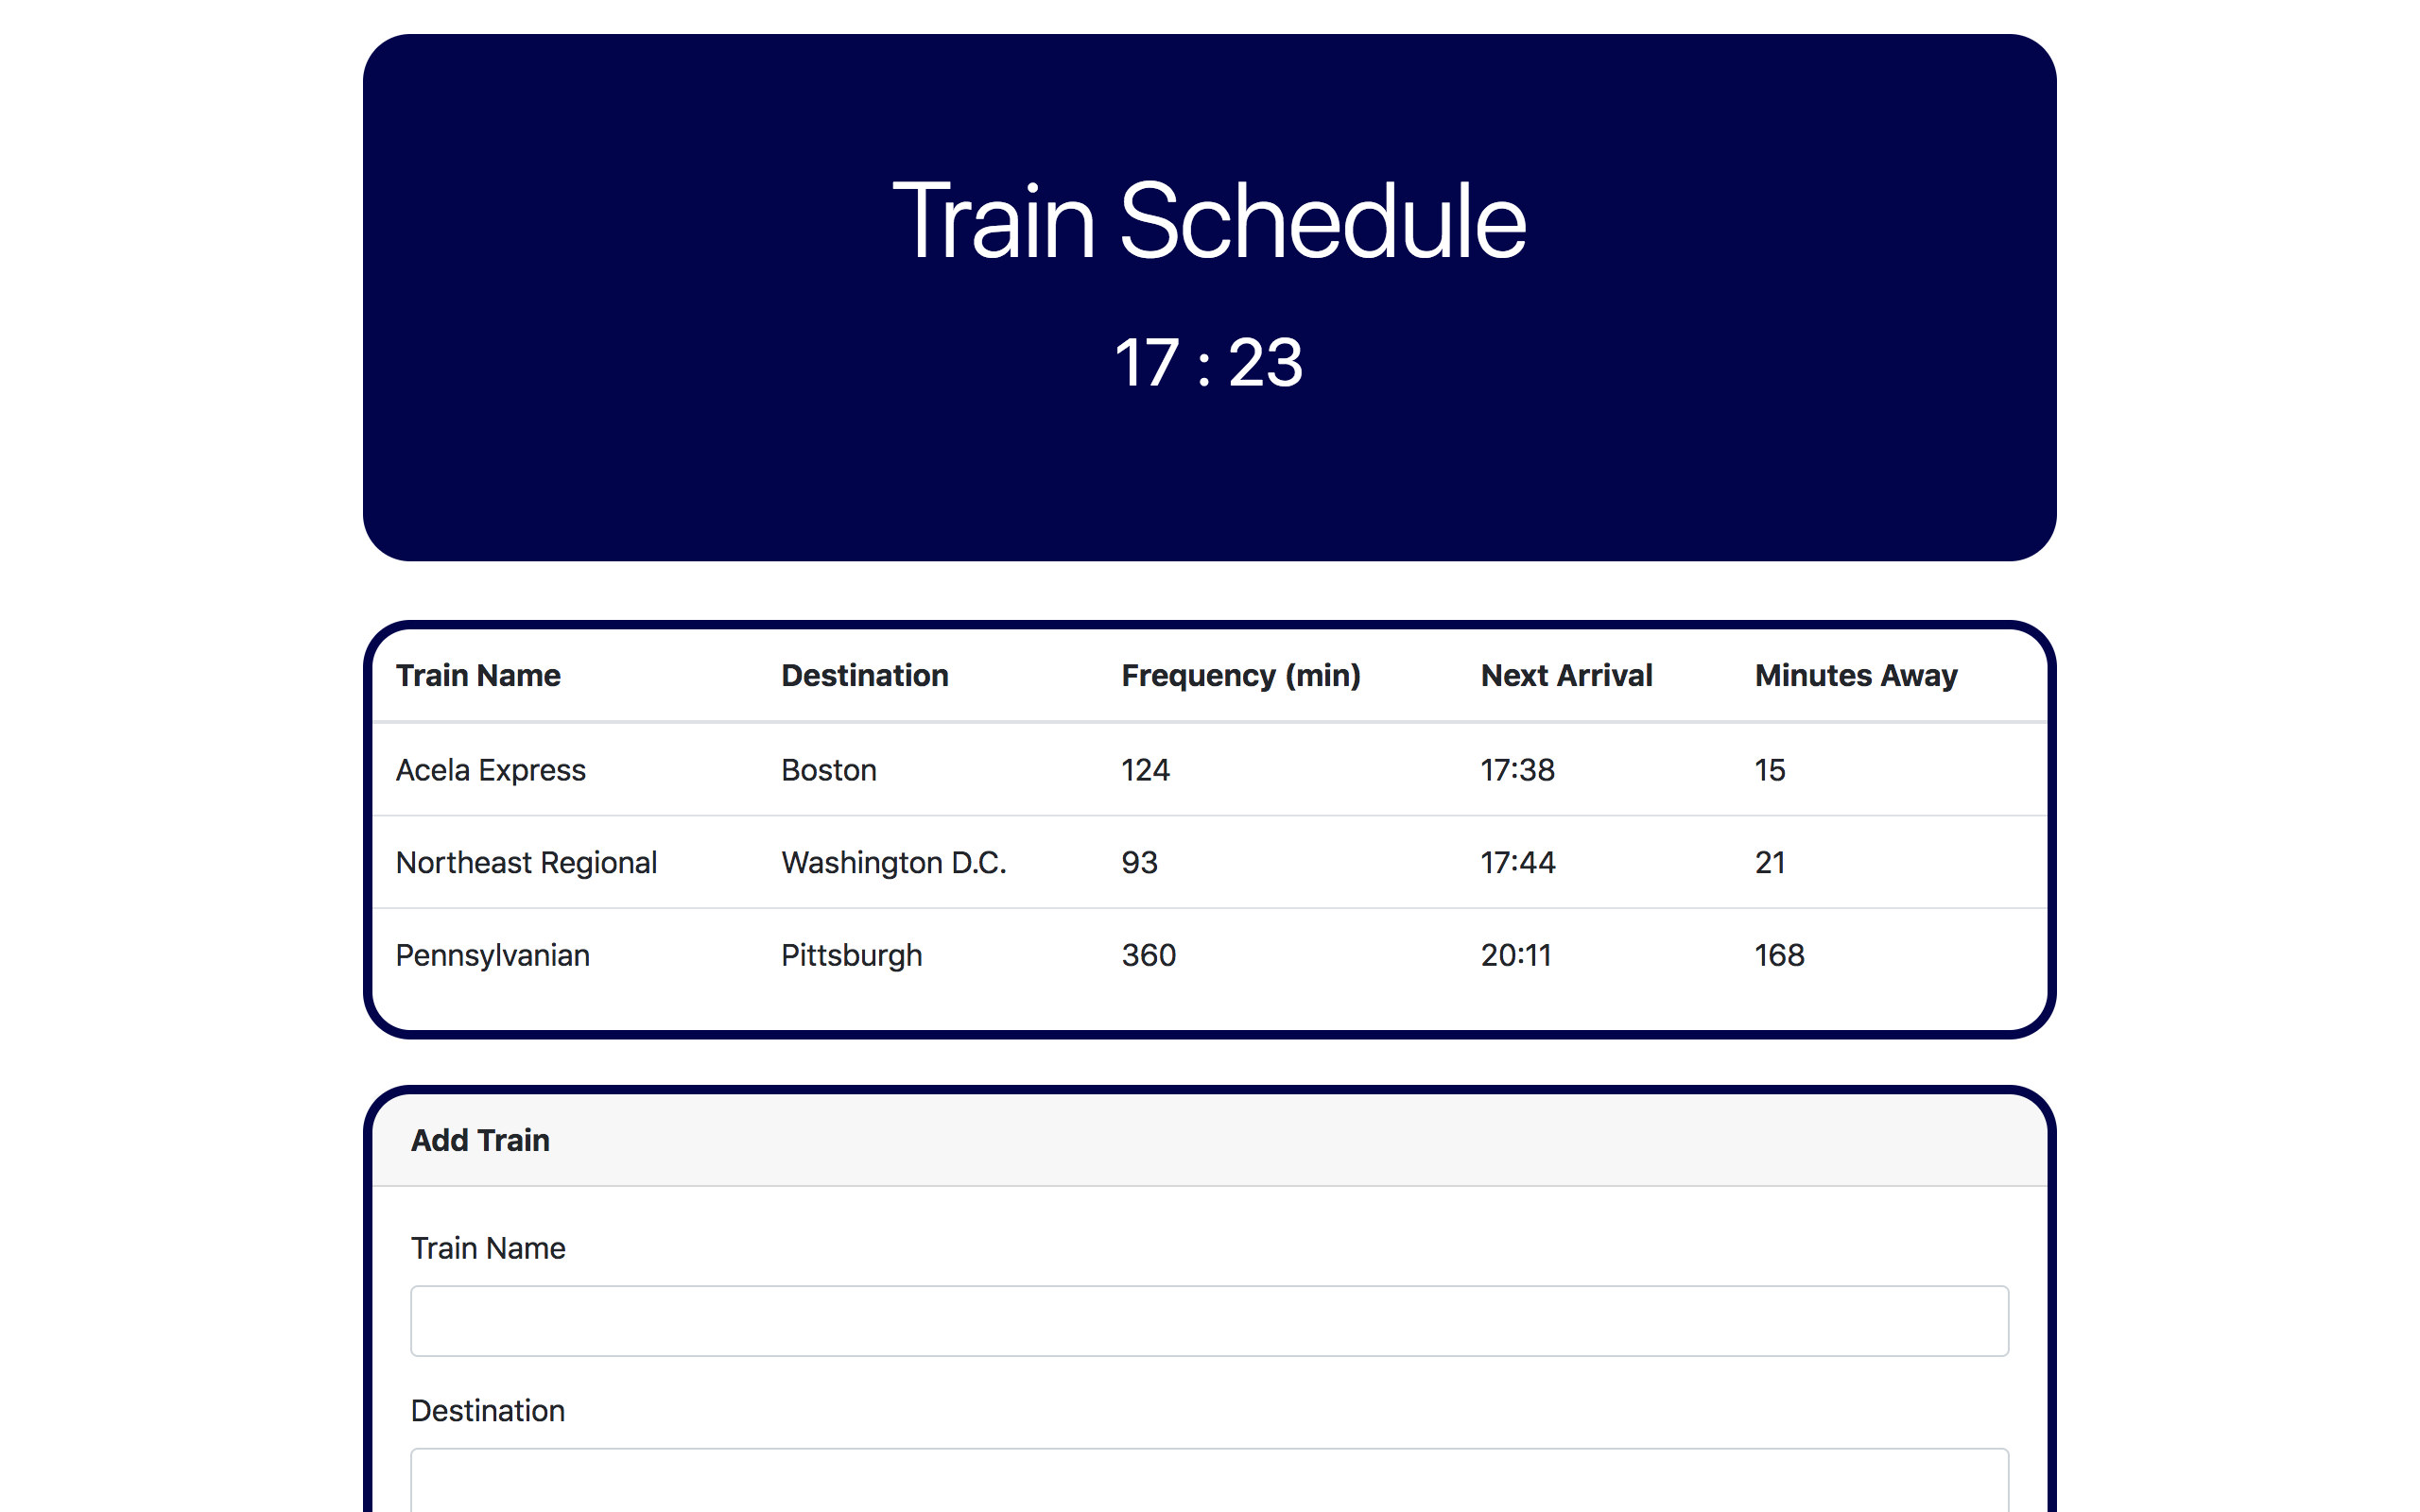 Train Schedule
17 : 23
Train Name Destination Frequency (min) Next Arrival Minutes Away
Acela Express Boston 124 17:38 15
Northeast Regional Washington D.C. 93 17:44 21
Pennsylvanian Pittsburgh 360 20:11 168
Add Train
Train Name
Destination